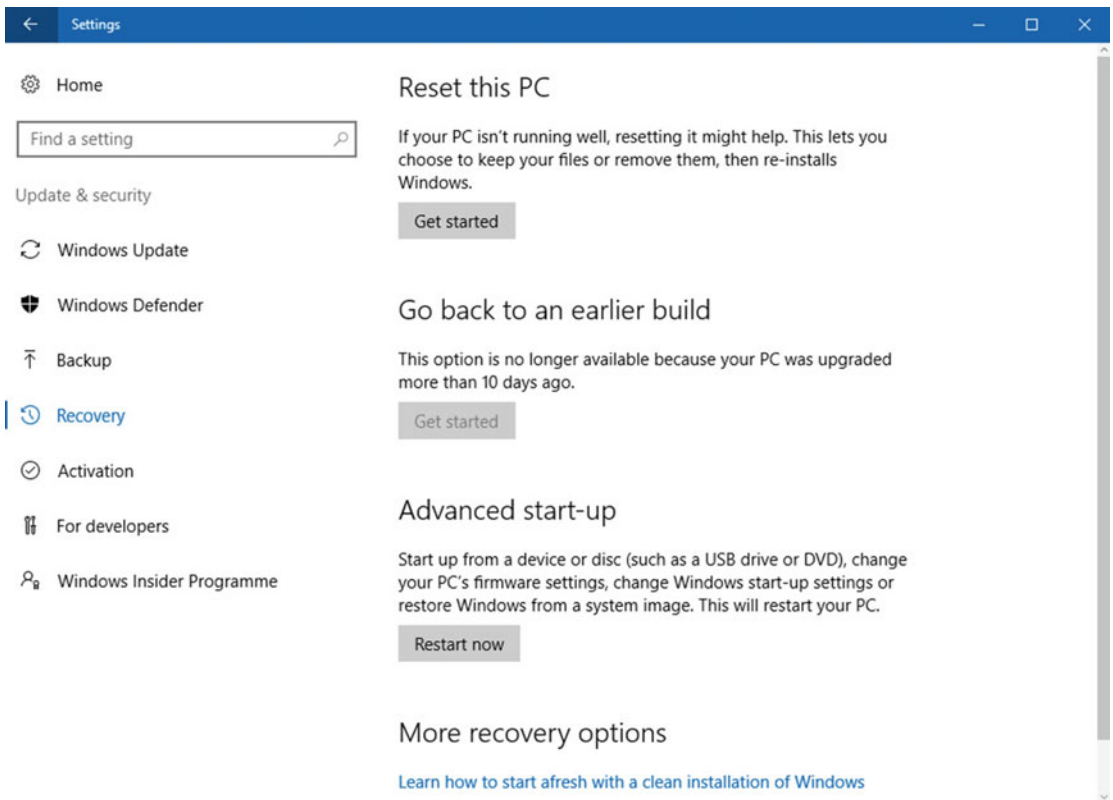 Settings
Home
Find a setting
Update & security
Windows Update
Windows Defender
Backup
Recovery
Activation
For developers
Windows Insider Programme
Reset this PC
If your PC isn't running well, resetting it might help. This lets you
choose to keep your files or remove them, then re-installs
Windows.
Get started
Go back to an earlier build
This option is no longer available because your PC was upgraded
more than 10 days ago.
Get started
Advanced start-up
Start up from a device or disc (such as a USB drive or DVD), change
your PC's firmware settings, change Windows start-up settings or
restore Windows from a system image. This will restart your PC.
Restart now
More recovery options
Learn how to start afresh with a clean installation of Windows